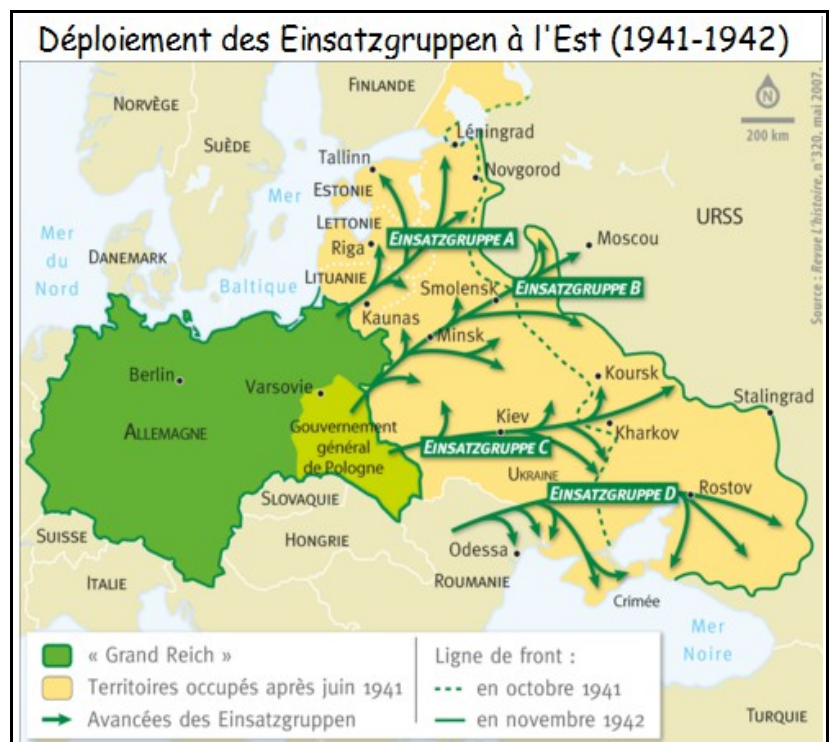 Déploiement des Einsatzgruppen à l'Est (1941-1942)
FINLANDE
NORVÈGE
SUÈDE
N
200 km
Source : Revue L'histoire, n°320, mai 2007.
Léningrad
Tallinn
Novgorod
ESTONIE
Mer
Baltique
LETTONIE
URSS
Riga
EINSATZGRUPPE A
Moscou
Mer
du
Nord
DANEMARK
LITUANIE
Smolensk
EINSATZGRUPPE B
Kaunas
Minsk
Berlin
Varsovie
Koursk
Stalingrad
ALLEMAGNE
Gouvernement
général
de Pologne
Kiev
Kharkov
EINSATZGRUPPE C
UKRAINE
EINSATZGRUPPE D
Rostov
SLOVAQUIE
SUISSE
HONGRIE
Odessa
ITALIE
ROUMANIE
Crimée
Mer
Noire
TURQUIE
« Grand Reich »
Territoires occupés après juin 1941
Avancées des Einsatzgruppen
Ligne de front :
en octobre 1941
en novembre 1942